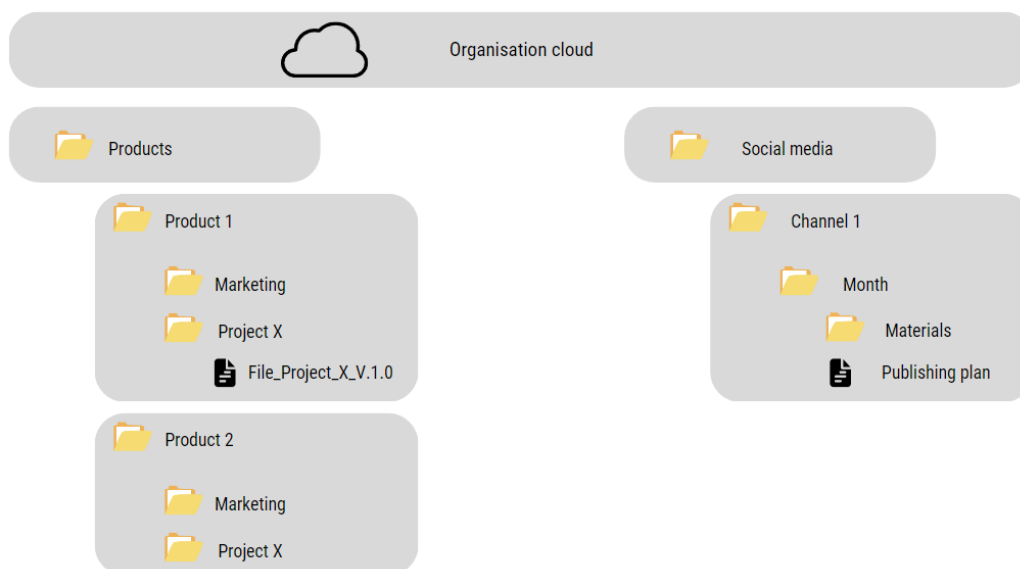 Organisation cloud
Products
Product 1
Marketing
Project X
File_Project_X_V.1.0
Product 2
Marketing
Project X
Social media
Channel 1
Month
Materials
Publishing plan